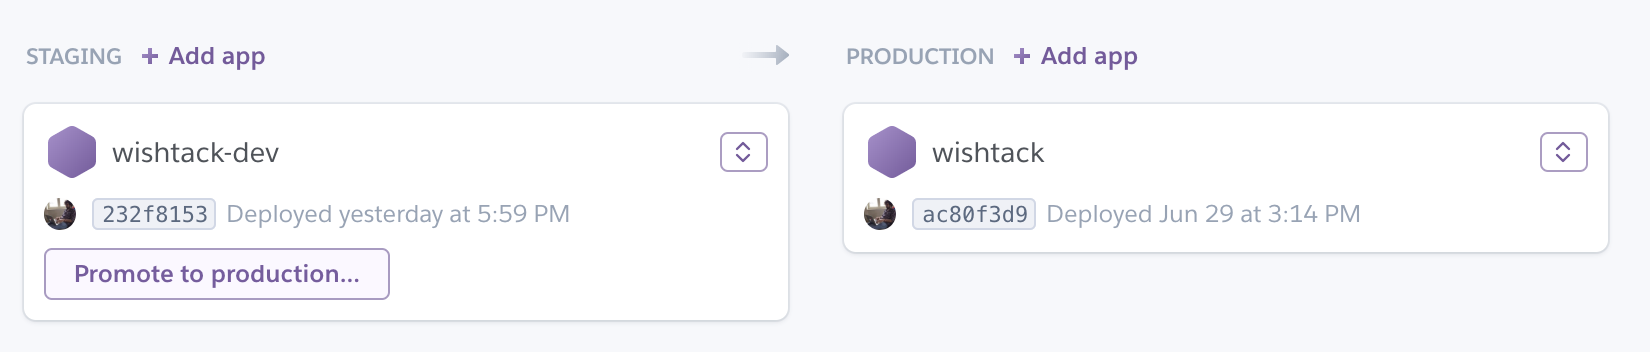 STAGING + Add app
wishtack-dev
232f8153 Deployed yesterday at 5:59 PM
Promote to production...
PRODUCTION + Add app
wishtack
ac80f3d9 Deployed Jun 29 at 3:14 PM